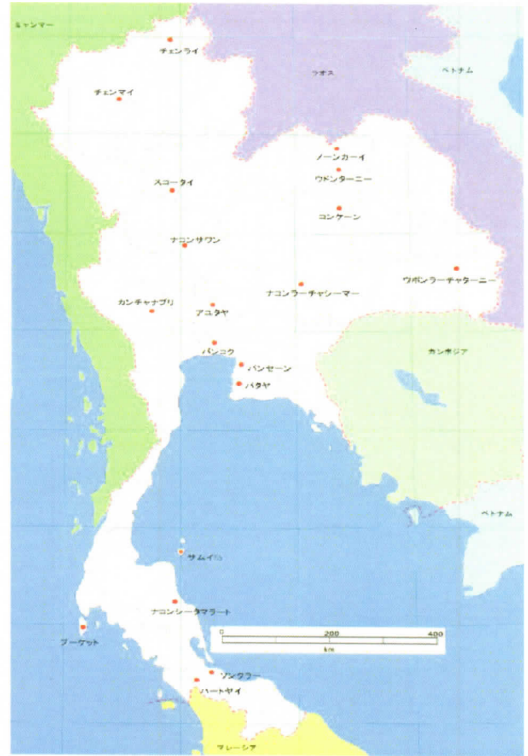 ミャンマー
チェンライ
ラオス
ベトナム
チェンマイ
ノーンカーイ
ウドンターニー
スコータイ
コンケーン
ナコンサワン
ウボンラーチャターニー
ナコンラーチャシーマー
カンチャナブリ
アユタヤ
バンコク
カンボジア
バンセーン
パタヤ
ベトナム
サムイ
ナコンシータマラート
プーケット
0 200 400
km
ソンクラー
ハートヤイ
マレーシア